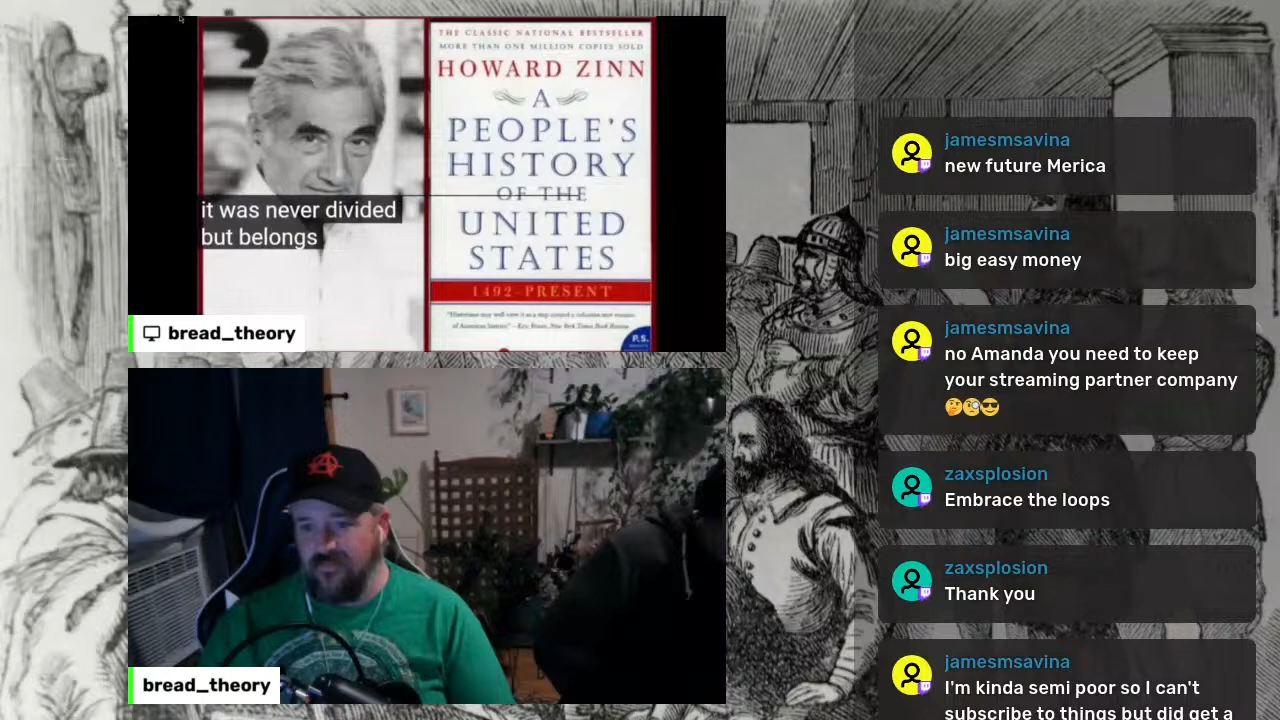 THE CLASSIC NATIONAL BESTSELLER
MORE THAN ONE MILLION COPIES SOLD
HOWARD ZINN
A
PEOPLE'S
HISTORY
OF THE
UNITED
STATES
1492–PRESENT
P.S.
it was never divided
but belongs
bread_theory
bread_theory
jamesmsavina
new future Merica
jamesmsavina
big easy money
jamesmsavina
no Amanda you need to keep
your streaming partner company
🤔🧐😎
zaxsplosion
Embrace the loops
zaxsplosion
Thank you
jamesmsavina
I'm kinda semi poor so I can't
subscribe to things but did get a